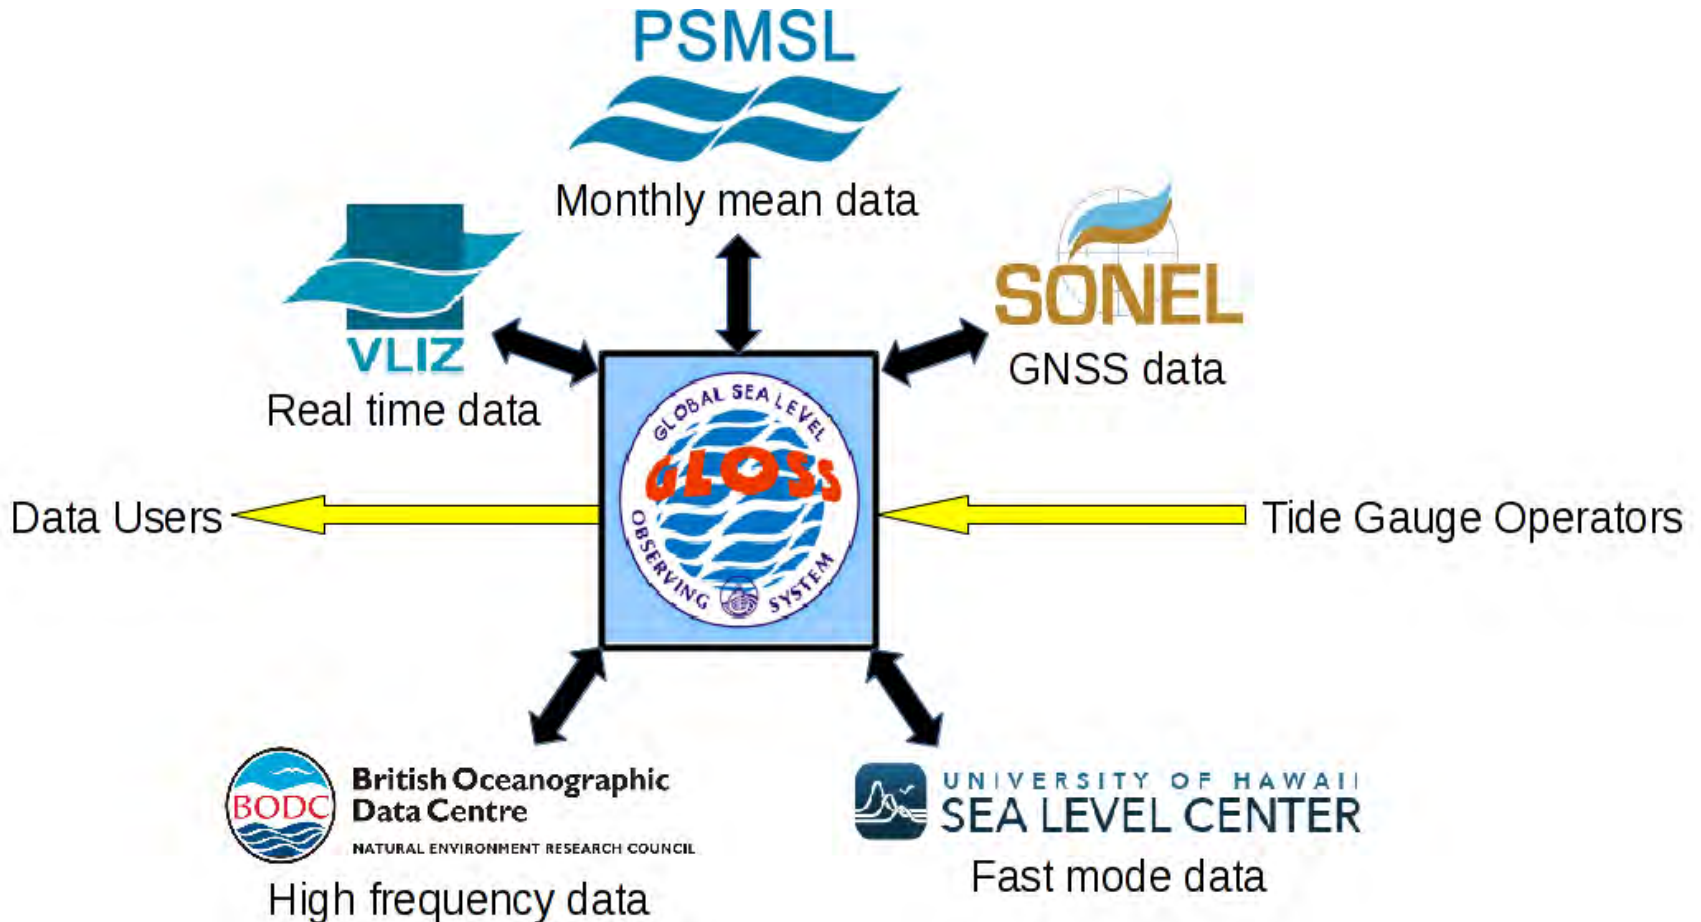 PSMSL
Monthly mean data
VLIZ
Real time data
SONEL
GNSS data
GLOBAL SEA LEVEL
GLOSS
OBSERVING SYSTEM
Data Users
Tide Gauge Operators
BODC
British Oceanographic
Data Centre
NATURAL ENVIRONMENT RESEARCH COUNCIL
High frequency data
UNIVERSITY OF HAWAII
SEA LEVEL CENTER
Fast mode data